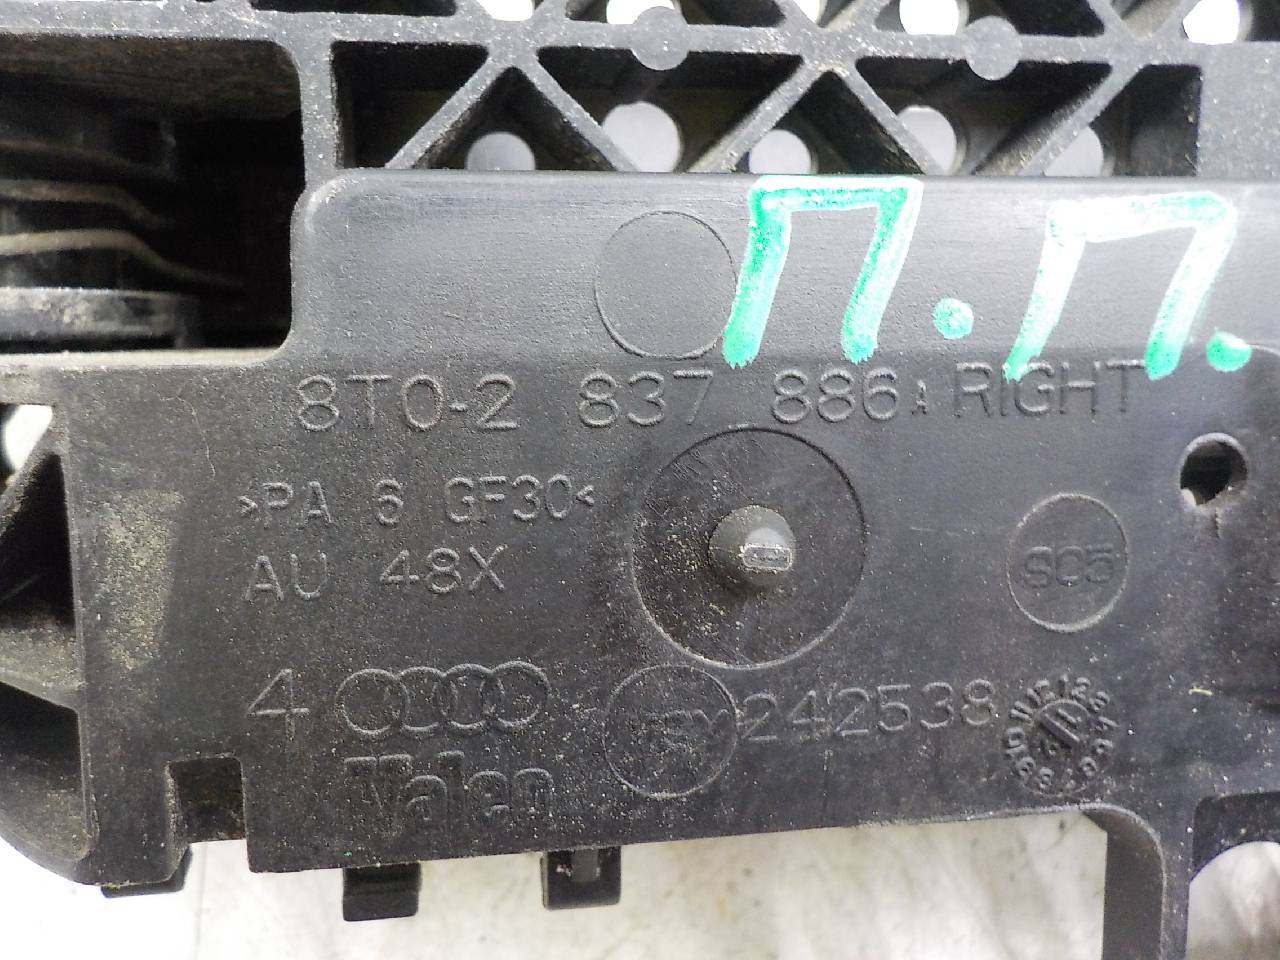 П.П.
8T0-2 837 886 A RIGHT
>PA 6 GF30<
AU 48X
SC5
4 242538
Valeo